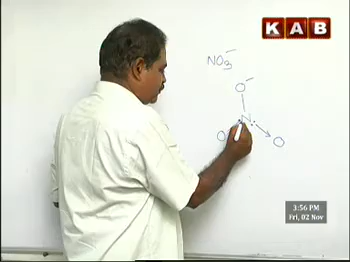 KAB
NO3-
O-
N
O
O
3:56 PM
Fri, 02 Nov